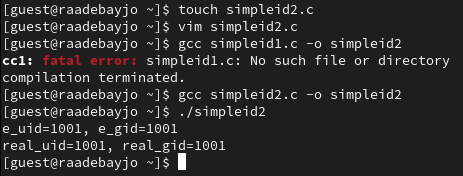 [guest@raadebayjo ~]$ touch simpleid2.c
[guest@raadebayjo ~]$ vim simpleid2.c
[guest@raadebayjo ~]$ gcc simpleid1.c -o simpleid2
cc1: fatal error: simpleid1.c: No such file or directory
compilation terminated.
[guest@raadebayjo ~]$ gcc simpleid2.c -o simpleid2
[guest@raadebayjo ~]$ ./simpleid2
e_uid=1001, e_gid=1001
real_uid=1001, real_gid=1001
[guest@raadebayjo ~]$